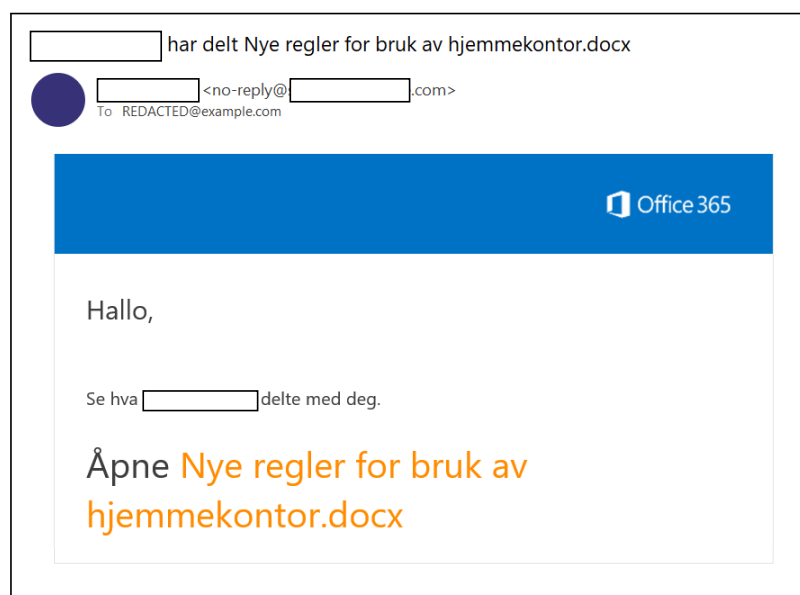 har delt Nye regler for bruk av hjemmekontor.docx
<no-reply@ .com>
To REDACTED@example.com
Office 365
Hallo,
Se hva delte med deg.
Åpne Nye regler for bruk av
hjemmekontor.docx